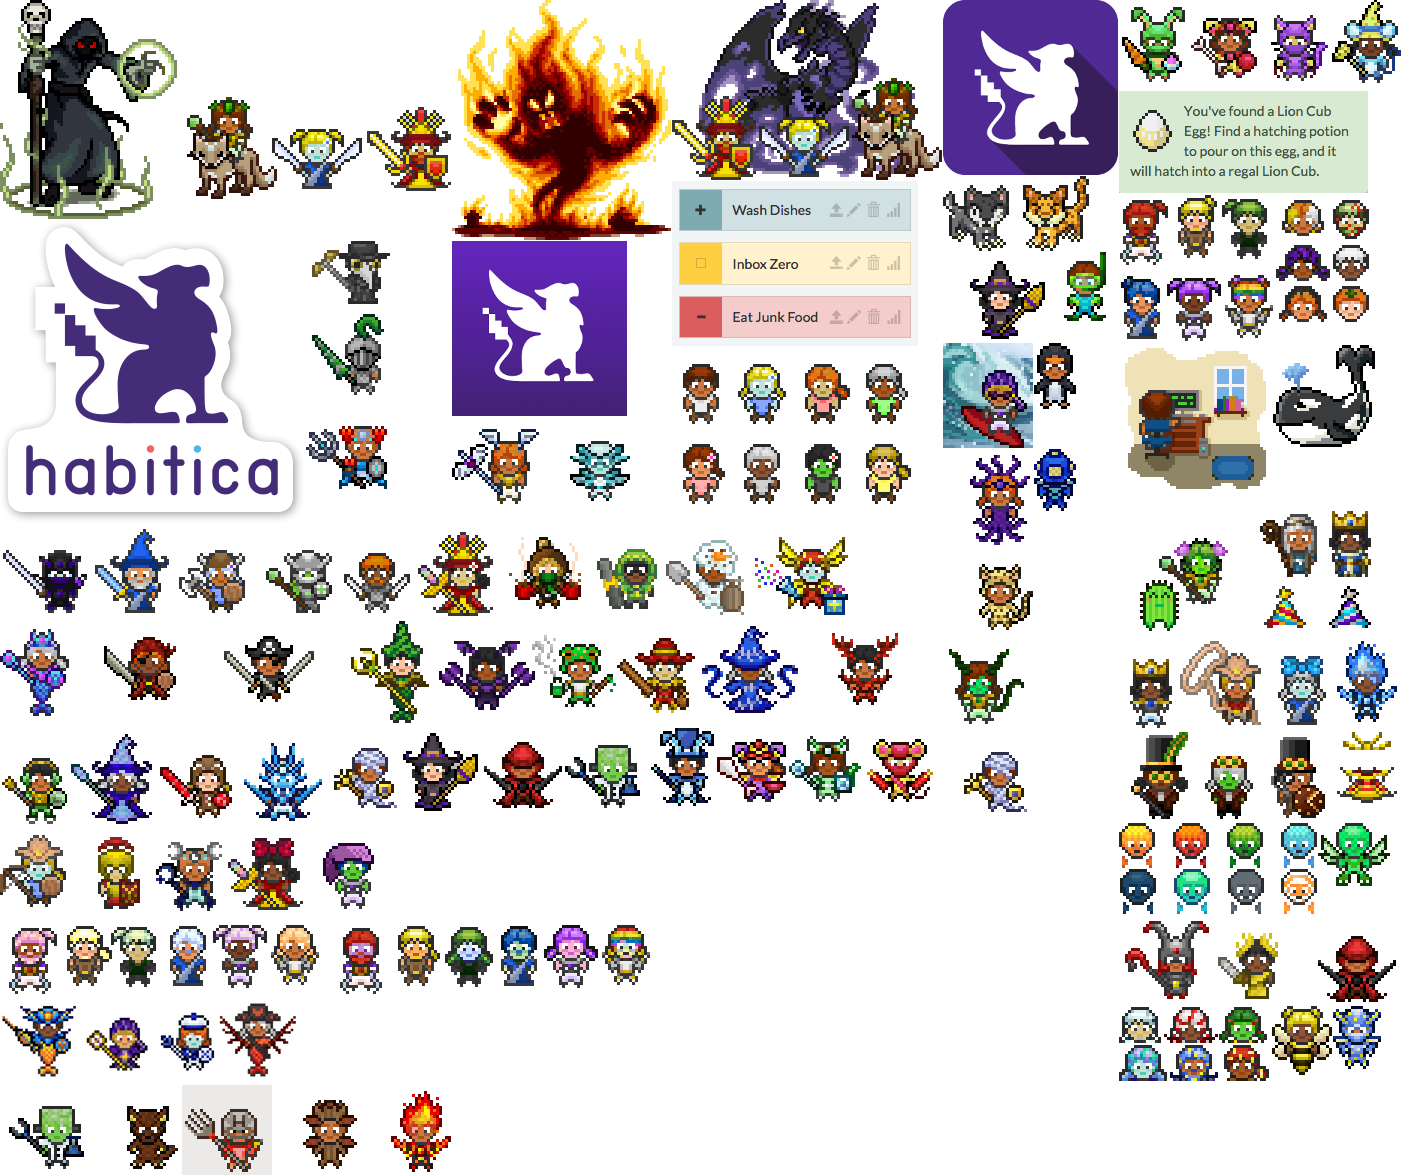 You've found a Lion Cub
Egg! Find a hatching potion
to pour on this egg, and it
will hatch into a regal Lion Cub.
+ Wash Dishes
Inbox Zero
- Eat Junk Food
habitica